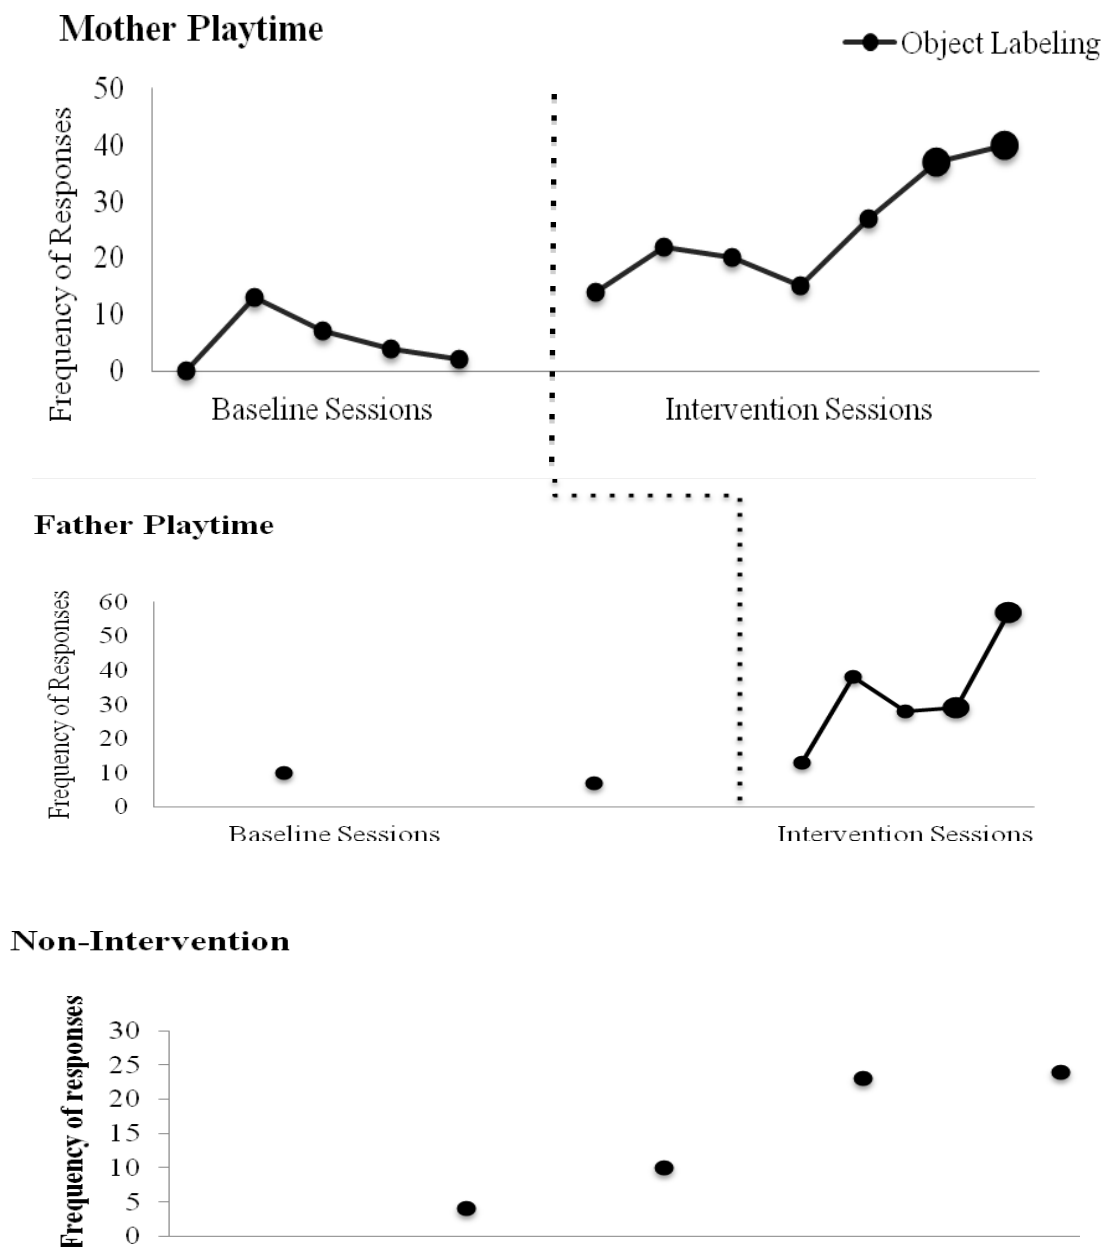 Mother Playtime
Object Labeling
Frequency of Responses
50
40
30
20
10
0
Baseline Sessions Intervention Sessions
Father Playtime
Frequency of Responses
60
50
40
30
20
10
0
Baseline Sessions Intervention Sessions
Non-Intervention
Frequency of responses
30
25
20
15
10
5
0